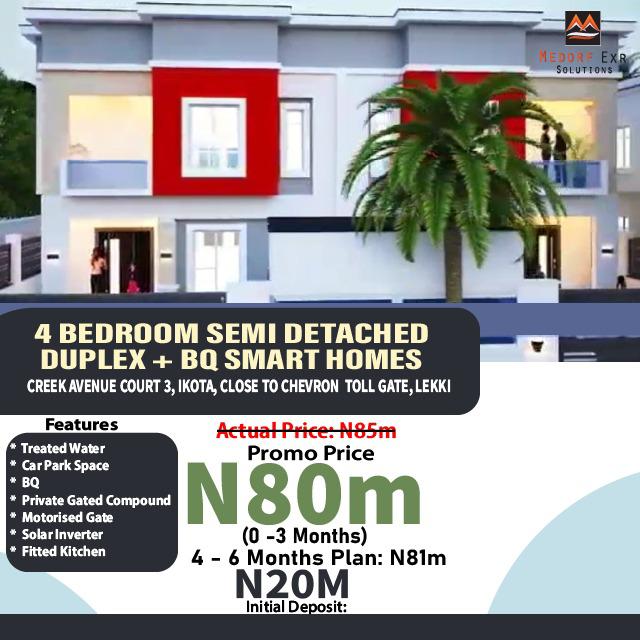 MEDORF EXR
SOLUTIONS
4 BEDROOM SEMI DETACHED
DUPLEX + BQ SMART HOMES
CREEK AVENUE COURT 3, IKOTA, CLOSE TO CHEVRON TOLL GATE, LEKKI
Features
* Treated Water
* Car Park Space
* BQ
* Private Gated Compound
* Motorised Gate
* Solar Inverter
* Fitted Kitchen
Actual Price: N85m
Promo Price
N80m
(0 -3 Months)
4 - 6 Months Plan: N81m
N20M
Initial Deposit: